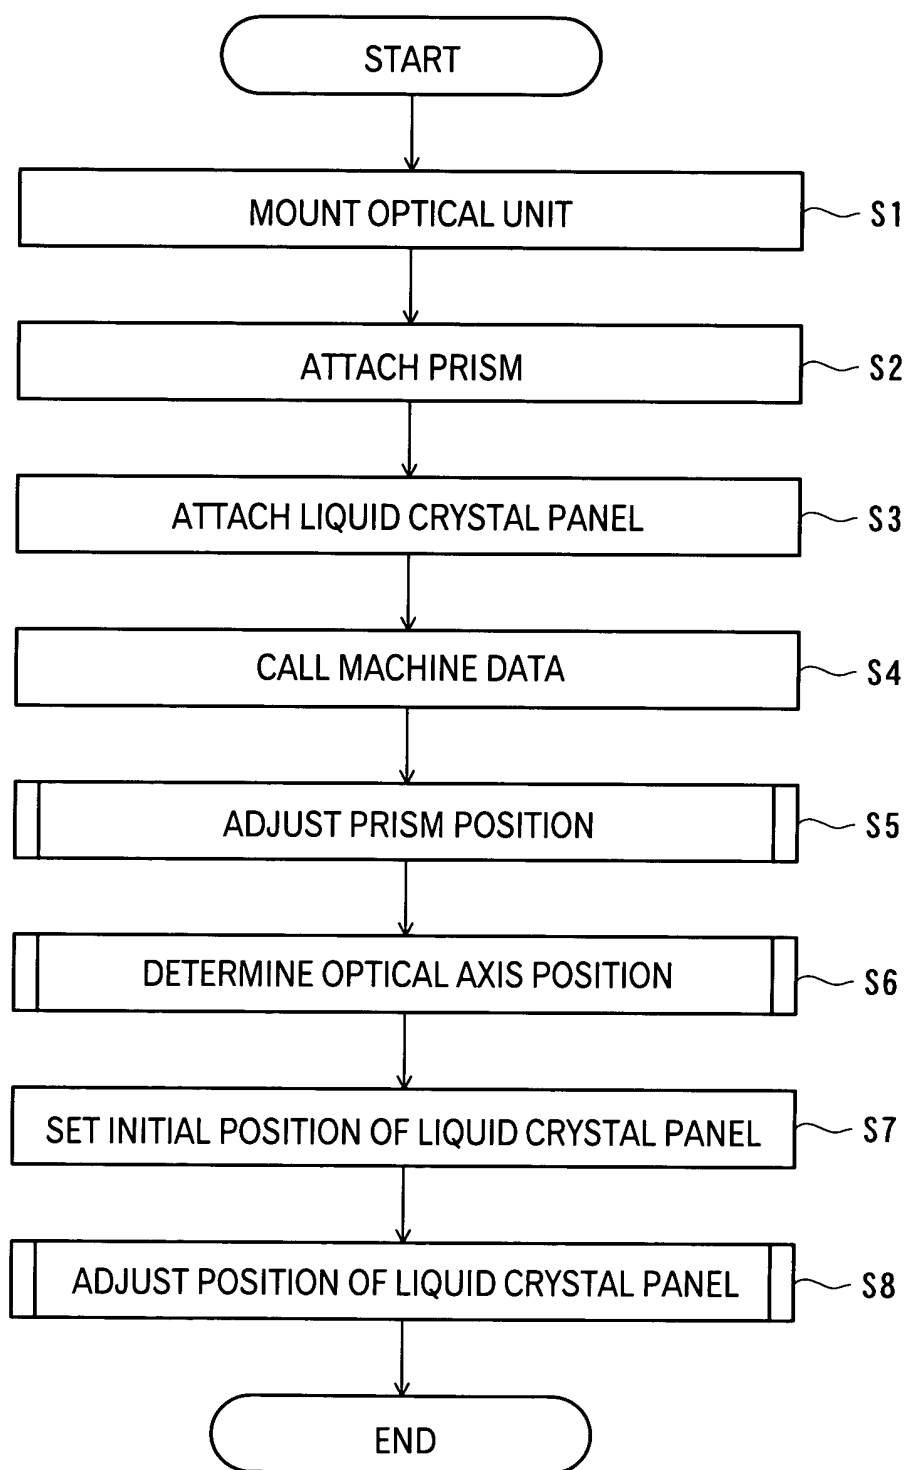 START
MOUNT OPTICAL UNIT S1
ATTACH PRISM S2
ATTACH LIQUID CRYSTAL PANEL S3
CALL MACHINE DATA S4
ADJUST PRISM POSITION S5
DETERMINE OPTICAL AXIS POSITION S6
SET INITIAL POSITION OF LIQUID CRYSTAL PANEL S7
ADJUST POSITION OF LIQUID CRYSTAL PANEL S8
END